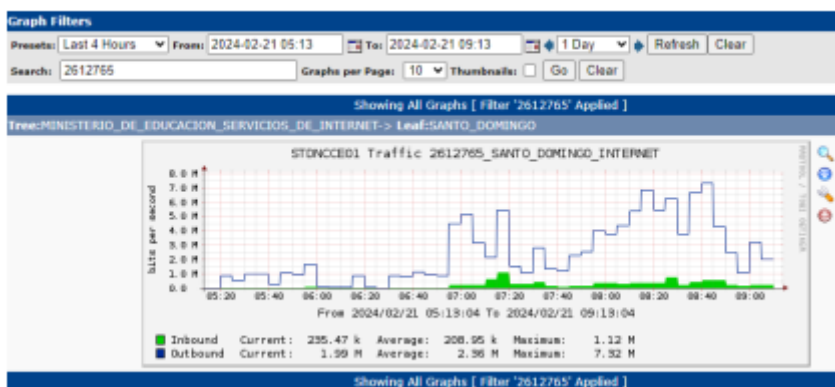 Graph Filters
Presets: Last 4 Hours From: 2024-02-21 05:13 To: 2024-02-21 09:13 1 Day Refresh Clear
Search: 2612765 Graphs per Page: 10 Thumbnails: Go Clear
Showing All Graphs [ Filter '2612765' Applied ]
Tree:MINISTERIO_DE_EDUCACION_SERVICIOS_DE_INTERNET-> Leaf:SANTO_DOMINGO
STDNCCE01 Traffic 2612765_SANTO_DOMINGO_INTERNET
bits per second
8.0 M
7.0 M
6.0 M
5.0 M
4.0 M
3.0 M
2.0 M
1.0 M
0.0
05:20 05:40 06:00 06:20 06:40 07:00 07:20 07:40 08:00 08:20 08:40 09:00
From 2024/02/21 05:13:04 To 2024/02/21 09:13:04
Inbound Current: 235.47 k Average: 208.95 k Maximum: 1.12 M
Outbound Current: 1.99 M Average: 2.36 M Maximum: 7.32 M
Showing All Graphs [ Filter '2612765' Applied ]